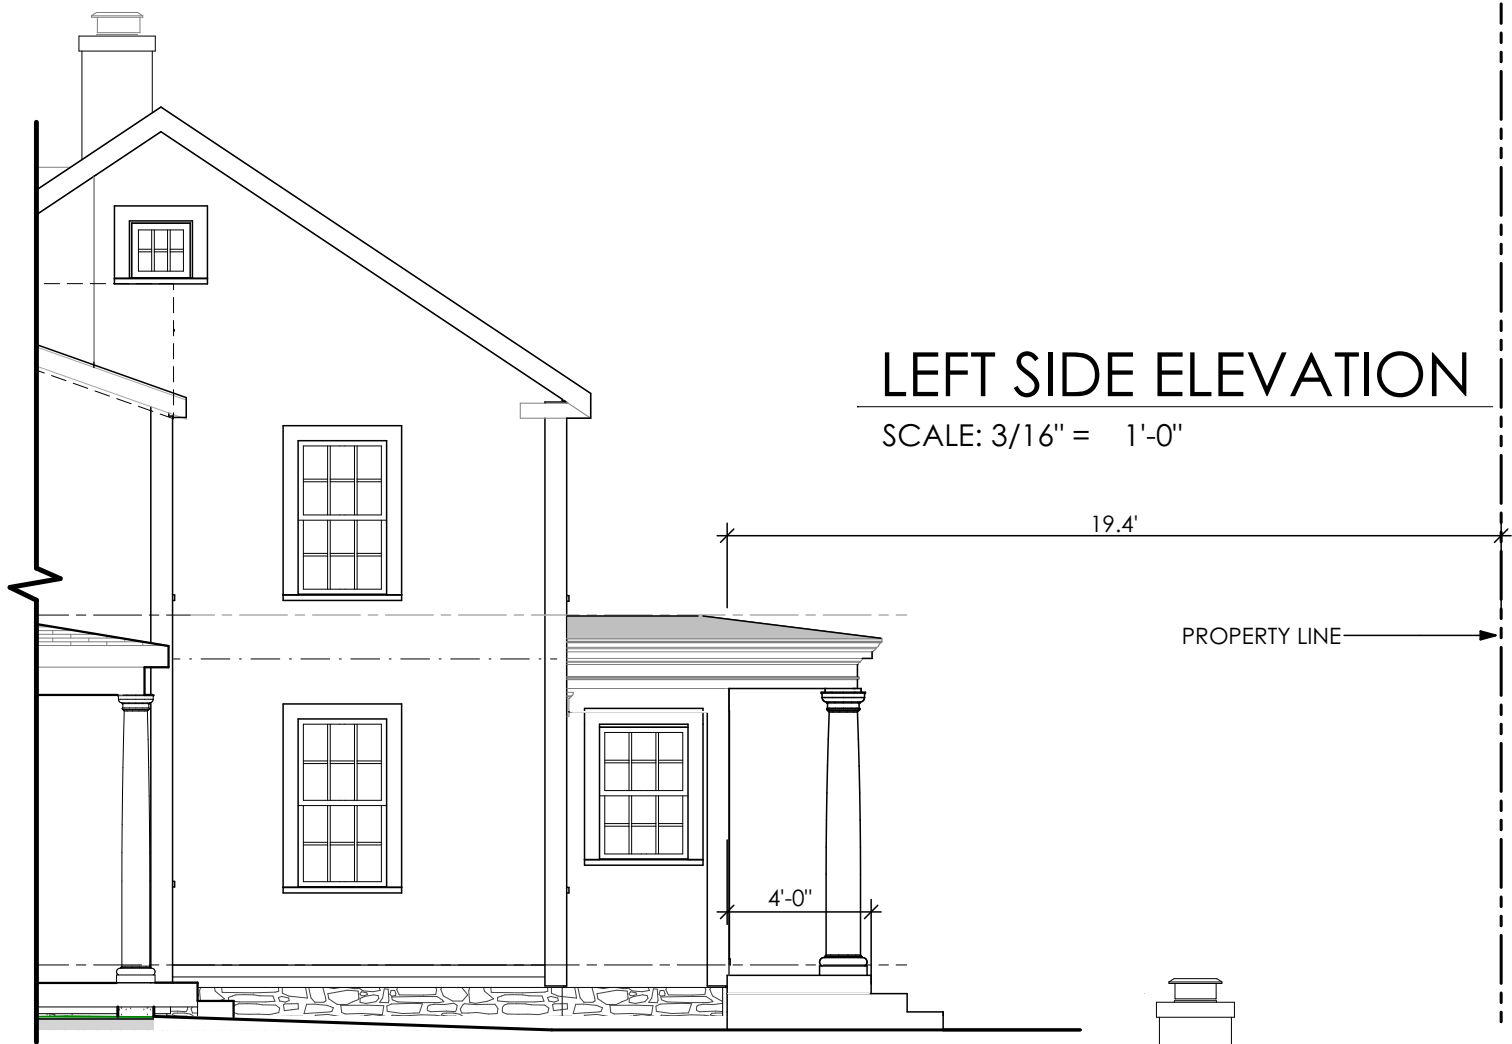 LEFT SIDE ELEVATION
SCALE: 3/16" = 1'-0"
19.4'
PROPERTY LINE
4'-0"